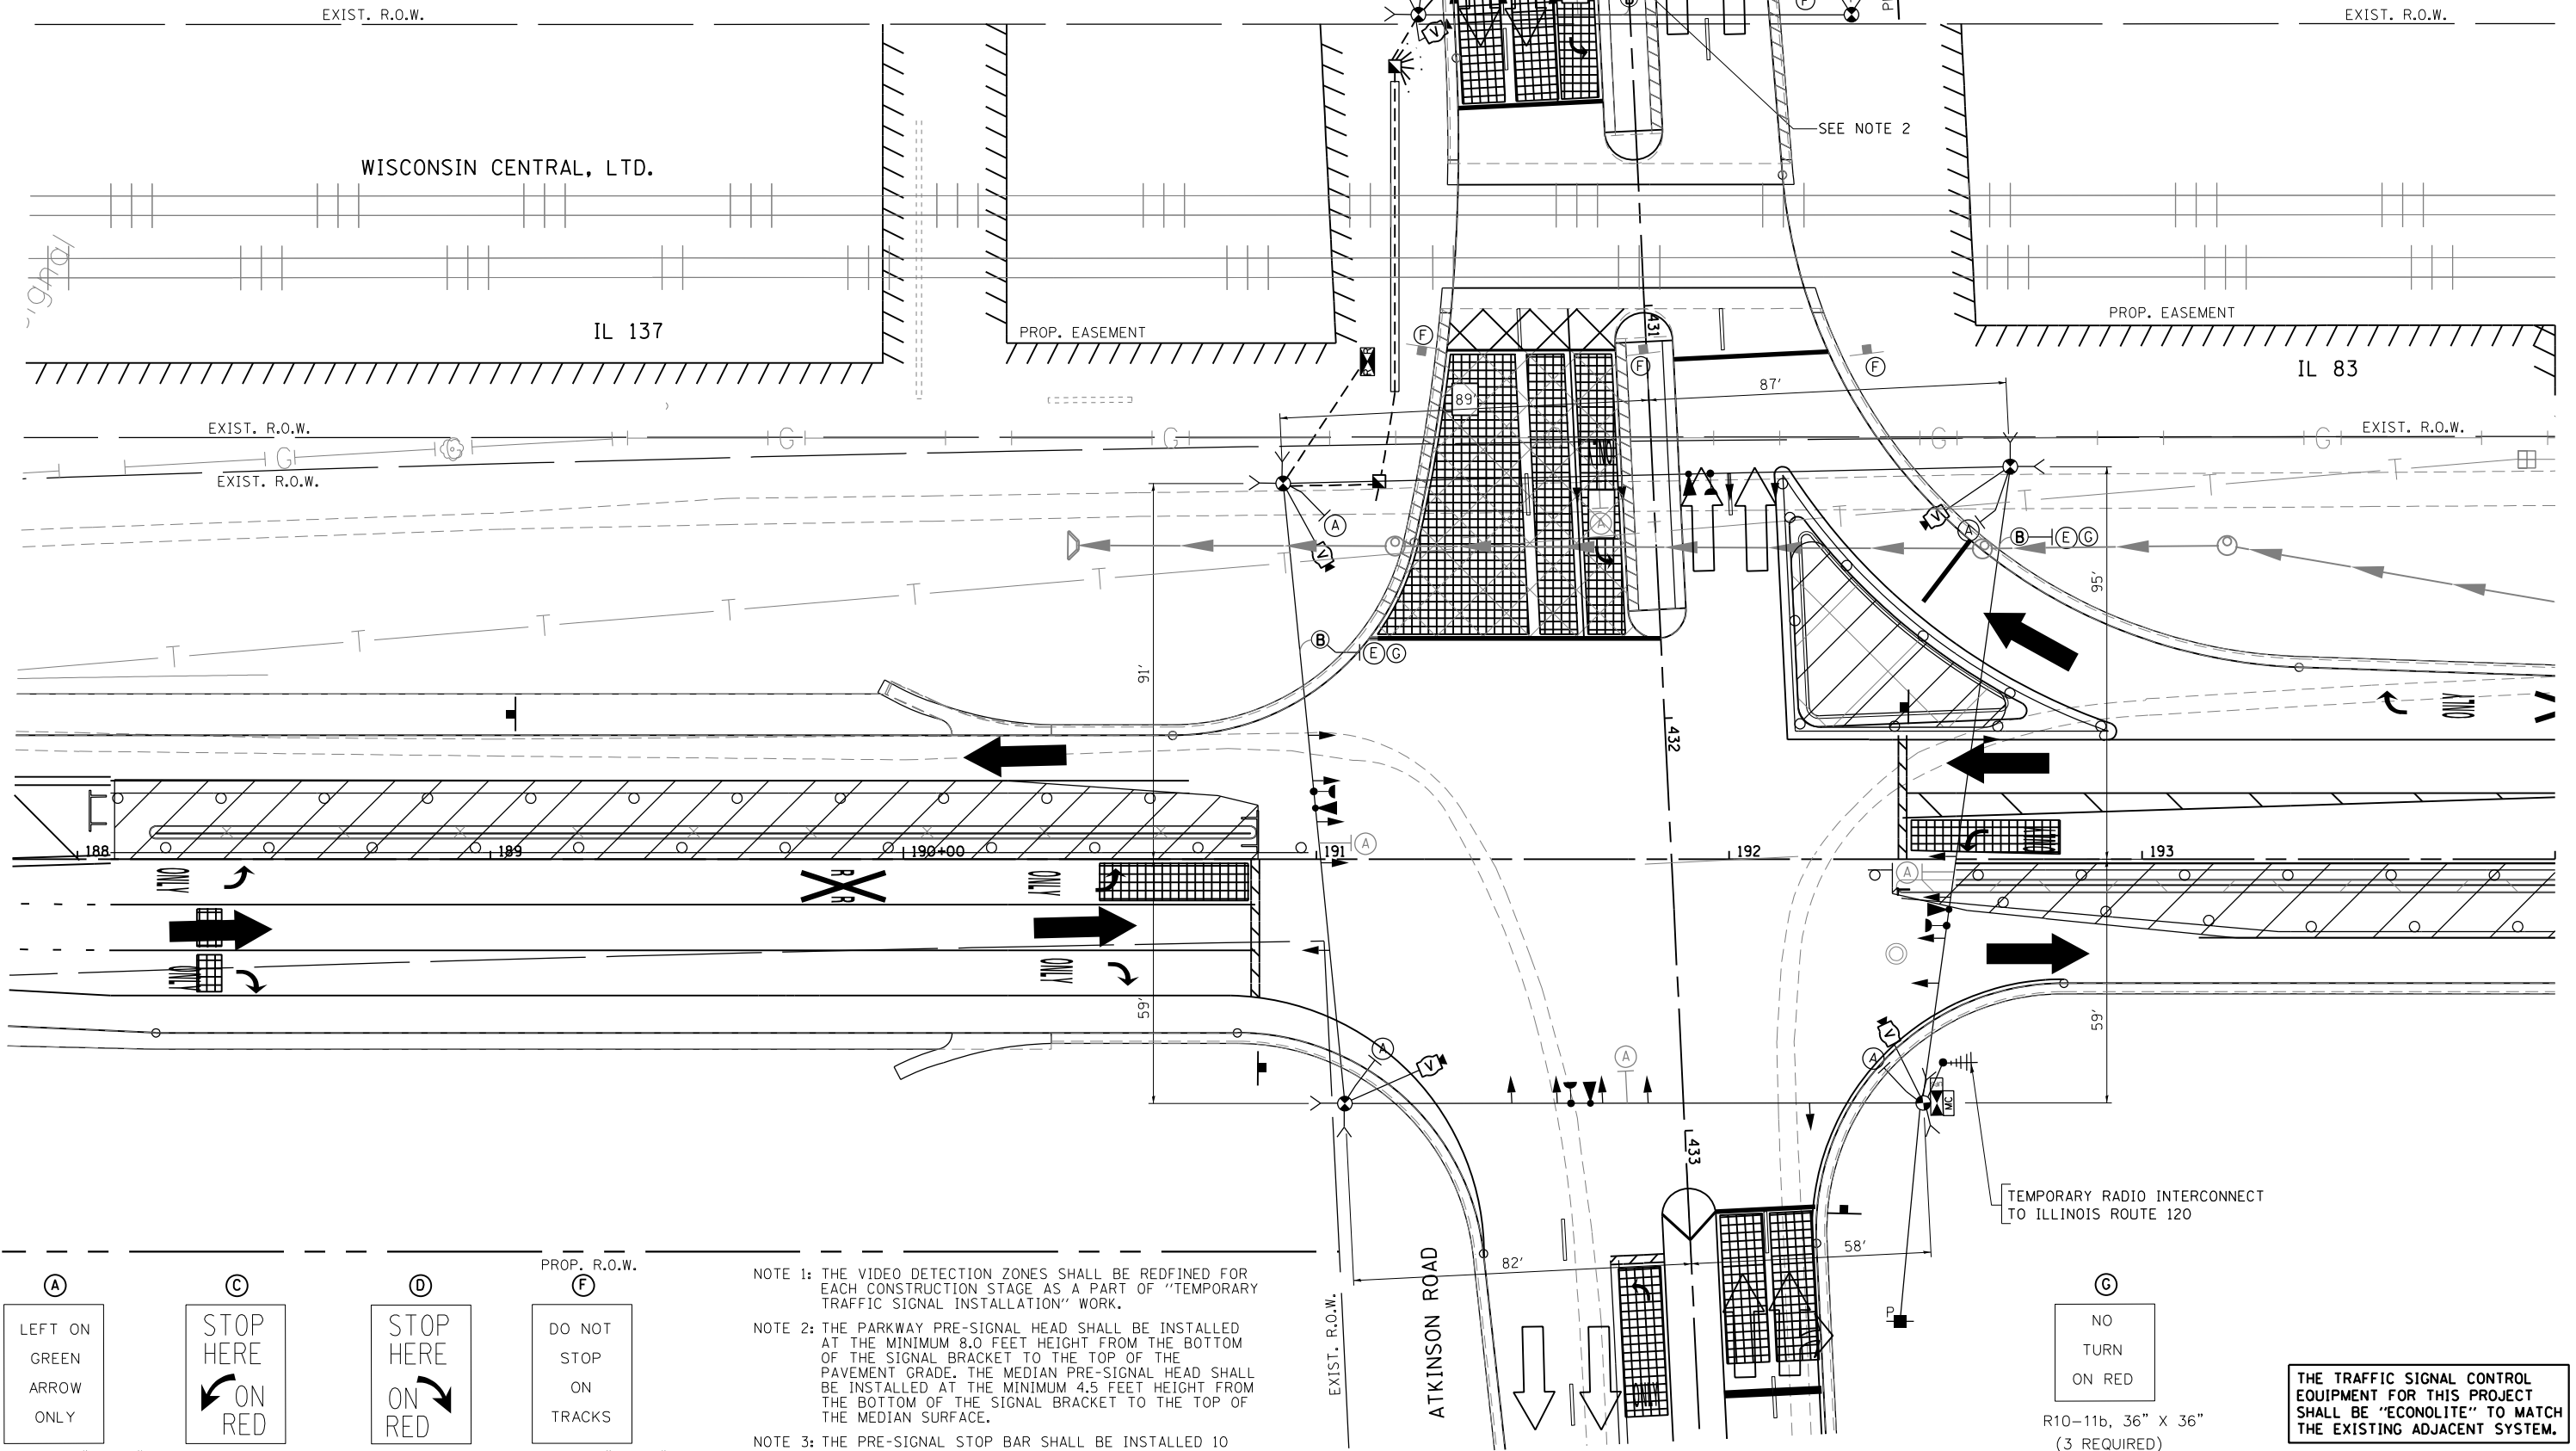 EXIST. R.O.W.
EXIST. R.O.W.
F
V
SEE NOTE 2
WISCONSIN CENTRAL, LTD.
signal
IL 137
PROP. EASEMENT
PROP. EASEMENT
IL 83
F
F
F
431
89'
87'
EXIST. R.O.W.
G
G
G
G
G
EXIST. R.O.W.
EXIST. R.O.W.
T
T
T
T
T
T
T
T
T
T
ONLY
A
A
A
V
V
B
E
G
B
E
G
91'
95'
432
ONLY
ONLY
188
189
190+00
191
192
193
A
A
ONLY
R
R
ONLY
ONLY
ONLY
59'
59'
A
V
A
V
A
MC
433
TEMPORARY RADIO INTERCONNECT
TO ILLINOIS ROUTE 120
82'
58'
ONLY
P
ATKINSON ROAD
EXIST. R.O.W.
PROP. R.O.W.
A
LEFT ON
GREEN
ARROW
ONLY
C
STOP
HERE
ON
RED
D
STOP
HERE
ON
RED
F
DO NOT
STOP
ON
TRACKS
NOTE 1: THE VIDEO DETECTION ZONES SHALL BE REDFINED FOR
EACH CONSTRUCTION STAGE AS A PART OF "TEMPORARY
TRAFFIC SIGNAL INSTALLATION" WORK.
NOTE 2: THE PARKWAY PRE-SIGNAL HEAD SHALL BE INSTALLED
AT THE MINIMUM 8.0 FEET HEIGHT FROM THE BOTTOM
OF THE SIGNAL BRACKET TO THE TOP OF THE
PAVEMENT GRADE. THE MEDIAN PRE-SIGNAL HEAD SHALL
BE INSTALLED AT THE MINIMUM 4.5 FEET HEIGHT FROM
THE BOTTOM OF THE SIGNAL BRACKET TO THE TOP OF
THE MEDIAN SURFACE.
NOTE 3: THE PRE-SIGNAL STOP BAR SHALL BE INSTALLED 10
G
NO
TURN
ON RED
R10-11b, 36" X 36"
(3 REQUIRED)
THE TRAFFIC SIGNAL CONTROL
EQUIPMENT FOR THIS PROJECT
SHALL BE "ECONOLITE" TO MATCH
THE EXISTING ADJACENT SYSTEM.